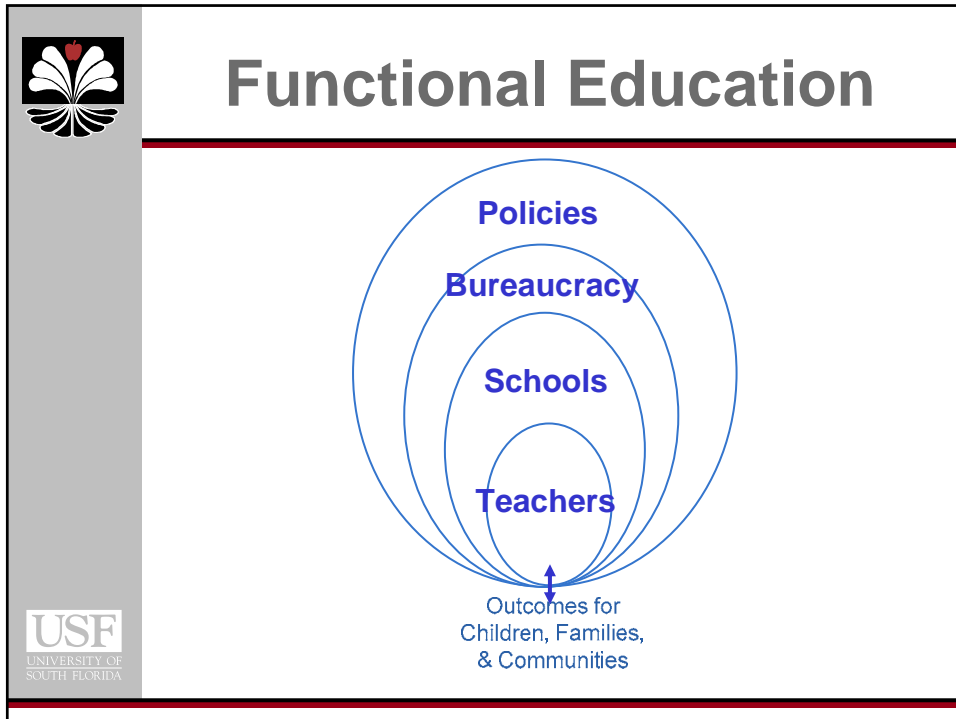 Functional Education
Policies
Bureaucracy
Schools
Teachers
Outcomes for
Children, Families,
& Communities
USF
UNIVERSITY OF
SOUTH FLORIDA